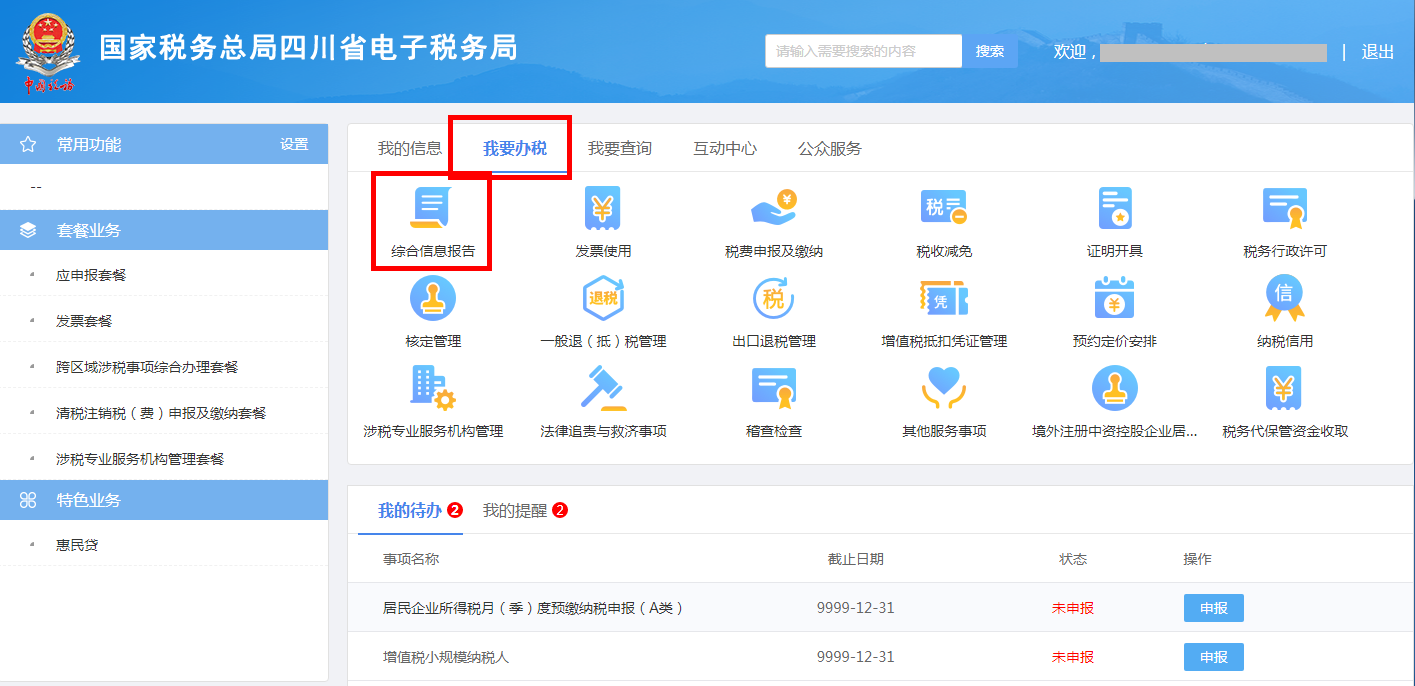 国家税务总局四川省电子税务局
中国税务
请输入需要搜索的内容 搜索
欢迎， | 退出
常用功能 设置
--
套餐业务
应申报套餐
发票套餐
跨区域涉税事项综合办理套餐
清税注销税（费）申报及缴纳套餐
涉税专业服务机构管理套餐
特色业务
惠民贷
我的信息 我要办税 我要查询 互动中心 公众服务
综合信息报告 发票使用 税费申报及缴纳 税收减免 证明开具 税务行政许可
税
退税 税 凭 信
核定管理 一般退（抵）税管理 出口退税管理 增值税抵扣凭证管理 预约定价安排 纳税信用
涉税专业服务机构管理 法律追责与救济事项 稽查检查 其他服务事项 境外注册中资控股企业居... 税务代保管资金收取
我的待办 2 我的提醒 2
事项名称 截止日期 状态 操作
居民企业所得税月（季）度预缴纳税申报（A类） 9999-12-31 未申报 申报
增值税小规模纳税人 9999-12-31 未申报 申报